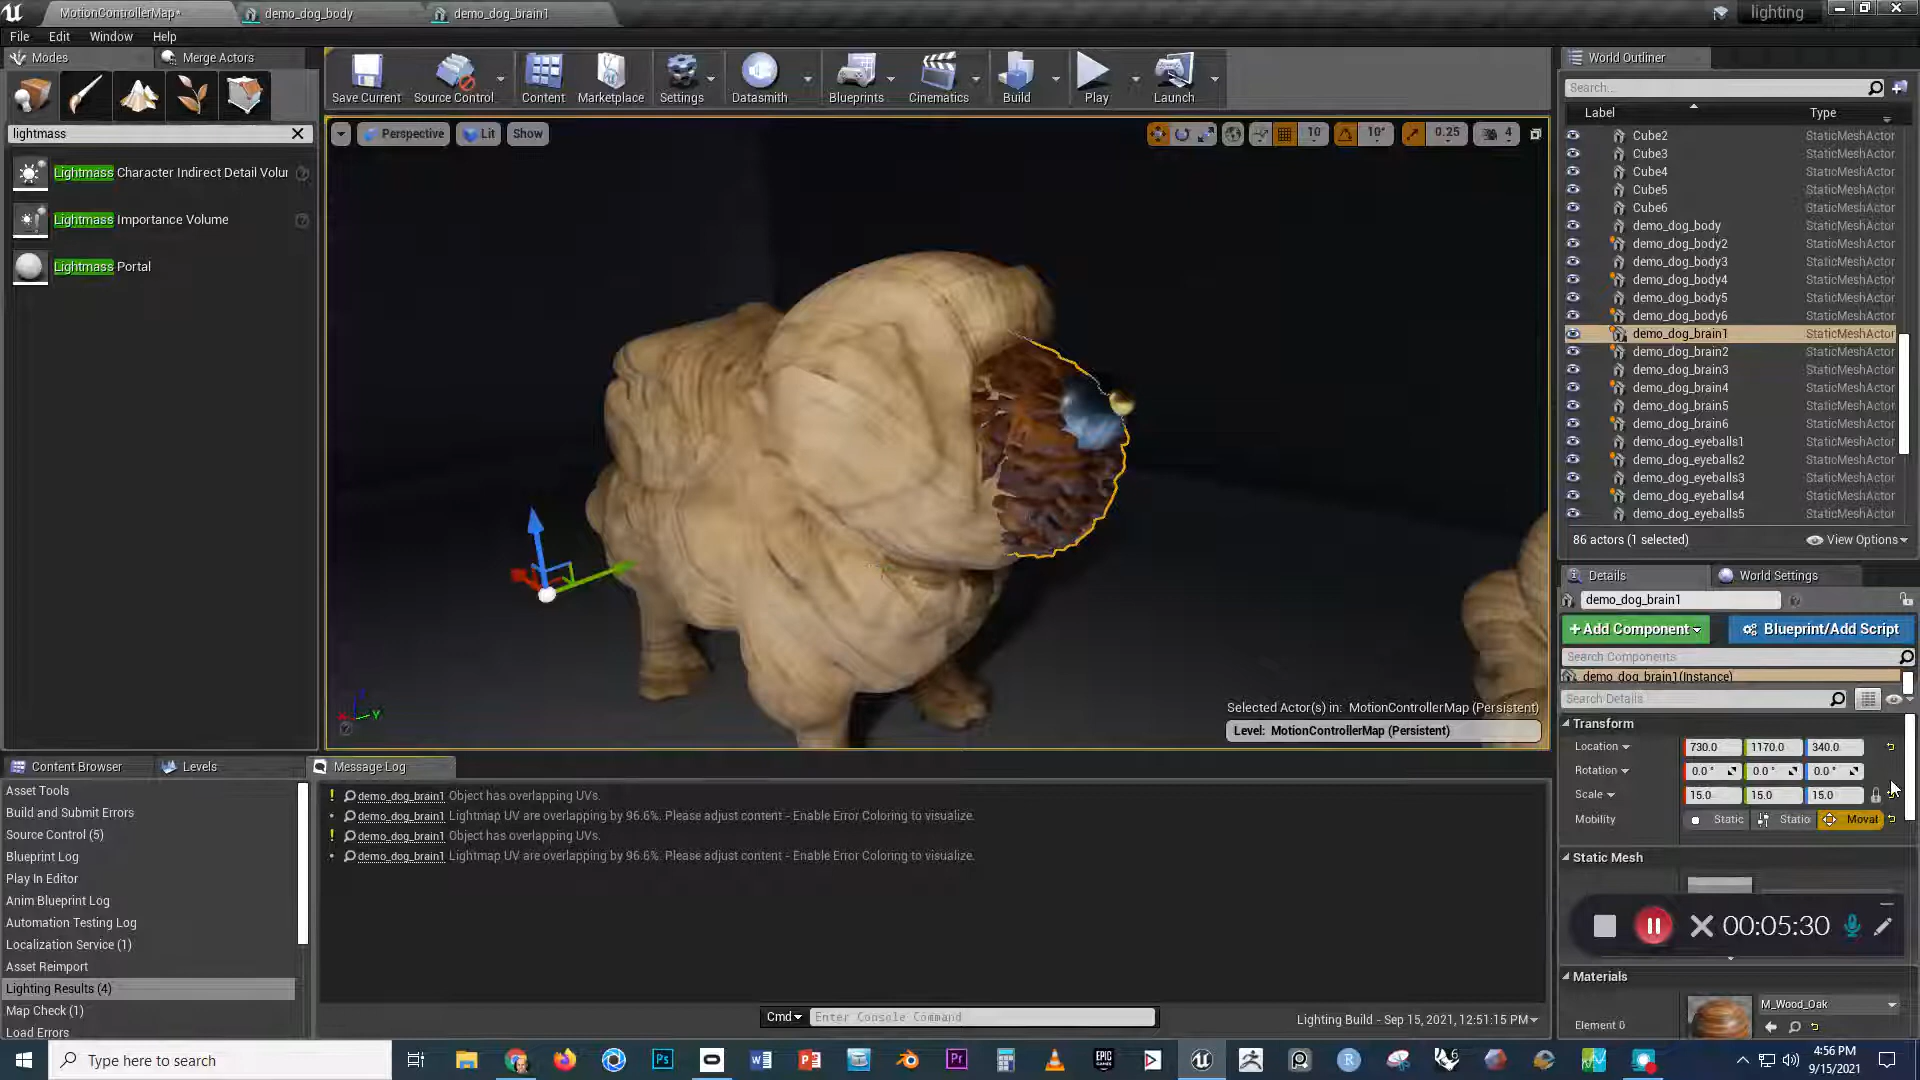 MotionControllerMap*
demo_dog_body
demo_dog_brain1
lighting
File Edit Window Help
Modes
Merge Actors
lightmass
Lightmass Character Indirect Detail Volur
Lightmass Importance Volume
Lightmass Portal
Save Current
Source Control
Content
Marketplace
Settings
Datasmith
Blueprints
Cinematics
Build
Play
Launch
Perspective
Lit
Show
10
10°
0.25
4
Selected Actor(s) in: MotionControllerMap (Persistent)
Level: MotionControllerMap (Persistent)
X Y
World Outliner
Search...
Label Type
Cube2 StaticMeshActor
Cube3 StaticMeshActor
Cube4 StaticMeshActor
Cube5 StaticMeshActor
Cube6 StaticMeshActor
demo_dog_body StaticMeshActor
demo_dog_body2 StaticMeshActor
demo_dog_body3 StaticMeshActor
demo_dog_body4 StaticMeshActor
demo_dog_body5 StaticMeshActor
demo_dog_body6 StaticMeshActor
demo_dog_brain1 StaticMeshActor
demo_dog_brain2 StaticMeshActor
demo_dog_brain3 StaticMeshActor
demo_dog_brain4 StaticMeshActor
demo_dog_brain5 StaticMeshActor
demo_dog_brain6 StaticMeshActor
demo_dog_eyeballs1 StaticMeshActor
demo_dog_eyeballs2 StaticMeshActor
demo_dog_eyeballs3 StaticMeshActor
demo_dog_eyeballs4 StaticMeshActor
demo_dog_eyeballs5 StaticMeshActor
86 actors (1 selected)
View Options
Details
World Settings
demo_dog_brain1
+Add Component
Blueprint/Add Script
Search Components
demo_dog_brain1(Instance)
Search Details
Transform
Location 730.0 1170.0 340.0
Rotation 0.0 ° 0.0 ° 0.0 °
Scale 15.0 15.0 15.0
Mobility Static Statio Moval
Static Mesh
00:05:30
Materials
Element 0
M_Wood_Oak
Content Browser
Levels
Message Log
Asset Tools
Build and Submit Errors
Source Control (5)
Blueprint Log
Play In Editor
Anim Blueprint Log
Automation Testing Log
Localization Service (1)
Asset Reimport
Lighting Results (4)
Map Check (1)
Load Errors
demo_dog_brain1 Object has overlapping UVs.
demo_dog_brain1 Lightmap UV are overlapping by 96.6%. Please adjust content - Enable Error Coloring to visualize.
demo_dog_brain1 Object has overlapping UVs.
demo_dog_brain1 Lightmap UV are overlapping by 96.6%. Please adjust content - Enable Error Coloring to visualize.
Cmd
Enter Console Command
Lighting Build - Sep 15, 2021, 12:51:15 PM
Type here to search
4:56 PM
9/15/2021